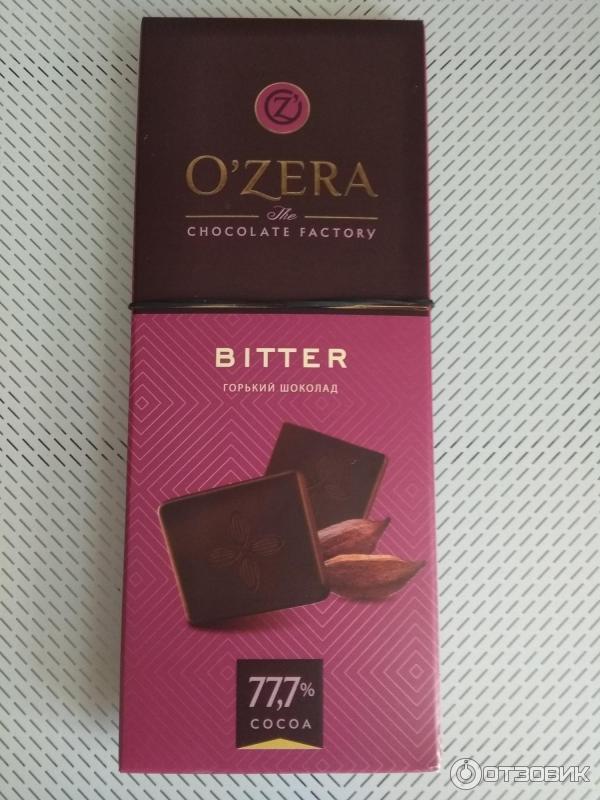 Z'
O'ZERA
The
CHOCOLATE FACTORY
BITTER
ГОРЬКИЙ ШОКОЛАД
77,7%
COCOA
ОТЗОВИК